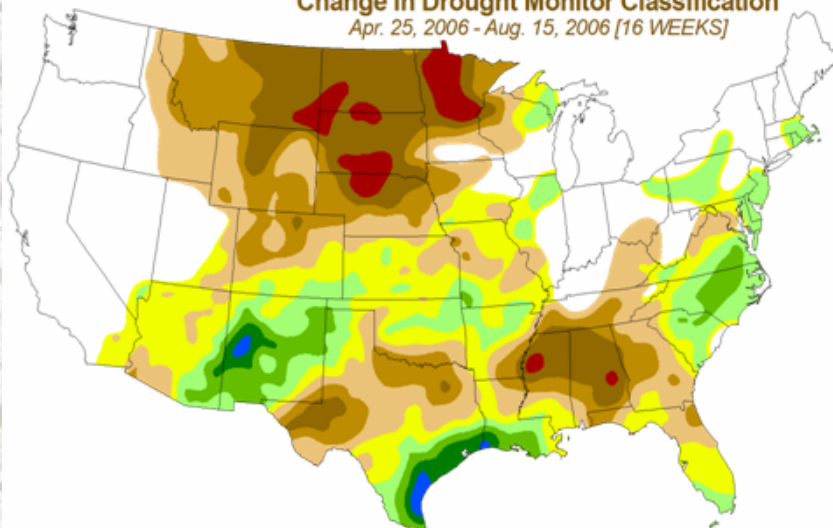 Change in Drought Monitor Classification
Apr. 25, 2006 - Aug. 15, 2006 [16 WEEKS]